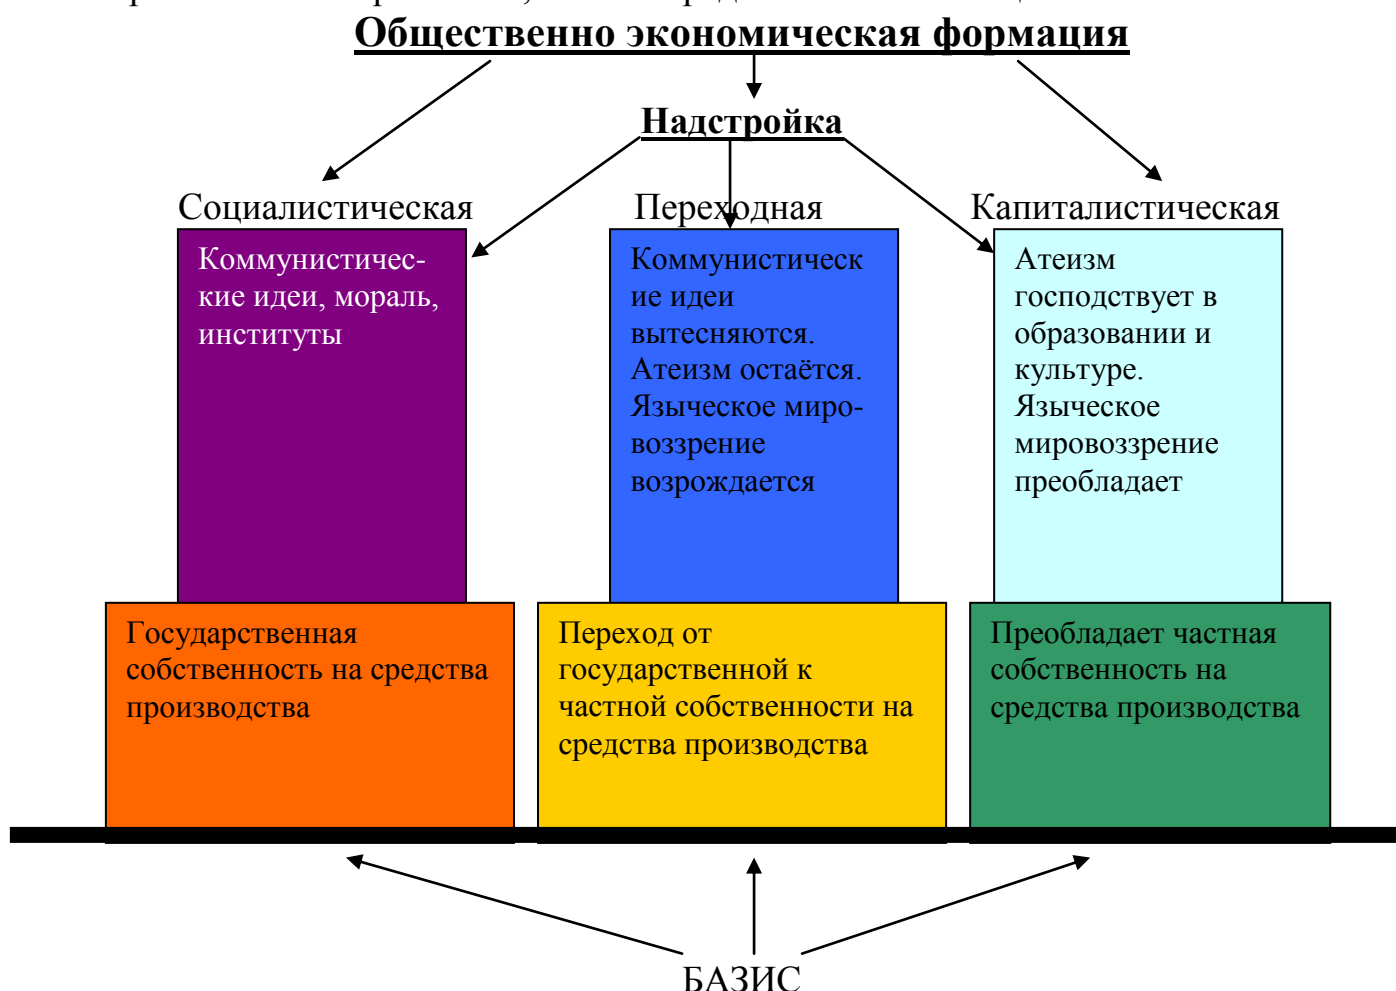 Общественно экономическая формация
Надстройка
Социалистическая
Переходная
Капиталистическая
Коммунистичес-
кие идеи, мораль,
институты
Коммунистическ
ие идеи
вытесняются.
Атеизм остаётся.
Языческое миро-
воззрение
возрождается
Атеизм
господствует в
образовании и
культуре.
Языческое
мировоззрение
преобладает
Государственная
собственность на средства
производства
Переход от
государственной к
частной собственности на
средства производства
Преобладает частная
собственность на
средства производства
БАЗИС